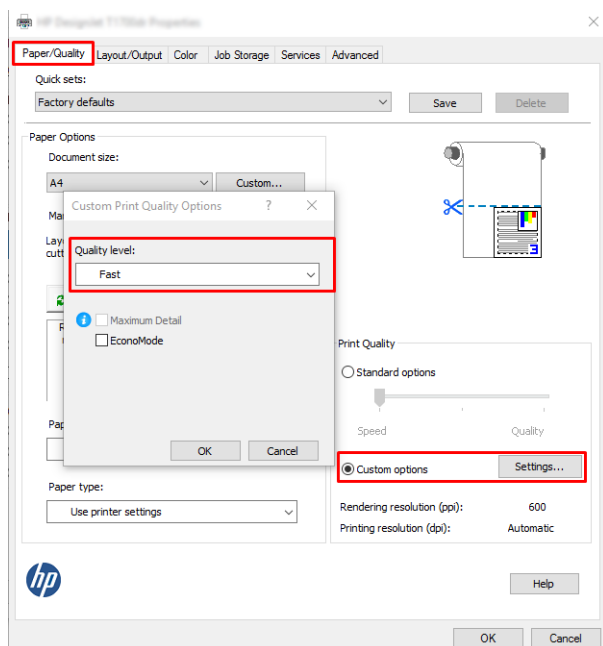 Paper/Quality Layout/Output Color Job Storage Services Advanced
Quick sets:
Factory defaults
Save
Delete
Paper Options
Document size:
A4
Custom...
Custom Print Quality Options ? ×
Quality level:
Fast
Maximum Detail
EconoMode
OK
Cancel
Print Quality
Standard options
Speed
Quality
Custom options
Settings...
Paper type:
Use printer settings
Rendering resolution (ppi): 600
Printing resolution (dpi): Automatic
hp
Help
OK
Cancel